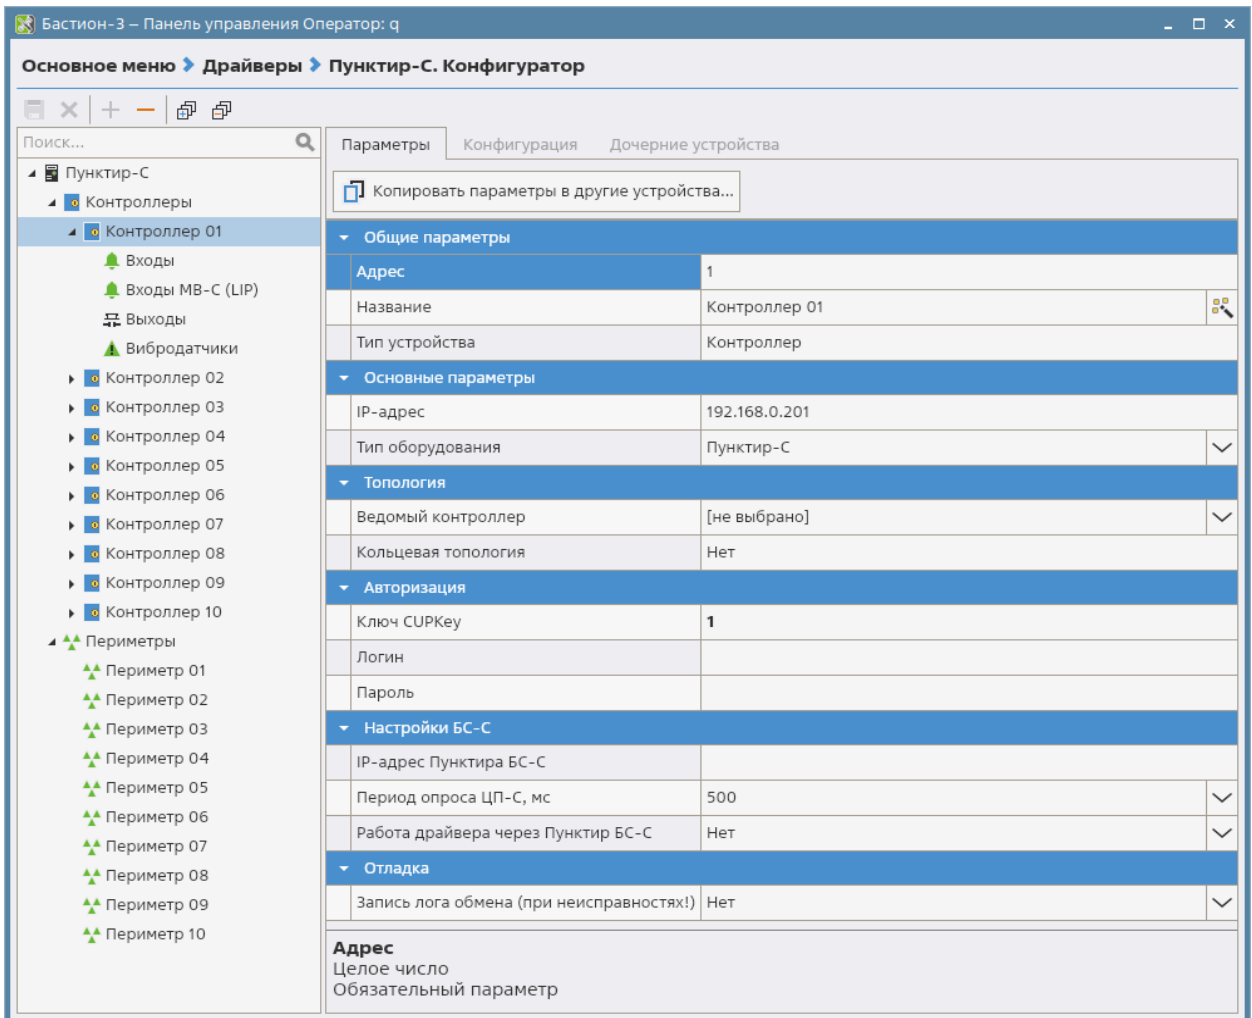 Бастион-3 – Панель управления Оператор: q
Основное меню Драйверы Пунктир-С. Конфигуратор
Поиск...
Пунктир-С
Контроллеры
Контроллер 01
Входы
Входы МВ-С (LIP)
Выходы
Вибродатчики
Контроллер 02
Контроллер 03
Контроллер 04
Контроллер 05
Контроллер 06
Контроллер 07
Контроллер 08
Контроллер 09
Контроллер 10
Периметры
Периметр 01
Периметр 02
Периметр 03
Периметр 04
Периметр 05
Периметр 06
Периметр 07
Периметр 08
Периметр 09
Периметр 10
Параметры Конфигурация Дочерние устройства
Копировать параметры в другие устройства...
Общие параметры
Адрес 1
Название Контроллер 01
Тип устройства Контроллер
Основные параметры
IP-адрес 192.168.0.201
Тип оборудования Пунктир-С
Топология
Ведомый контроллер [не выбрано]
Кольцевая топология Нет
Авторизация
Ключ CUPKey 1
Логин
Пароль
Настройки БС-С
IP-адрес Пунктира БС-С
Период опроса ЦП-С, мс 500
Работа драйвера через Пунктир БС-С Нет
Отладка
Запись лога обмена (при неисправностях!) Нет
Адрес
Целое число
Обязательный параметр